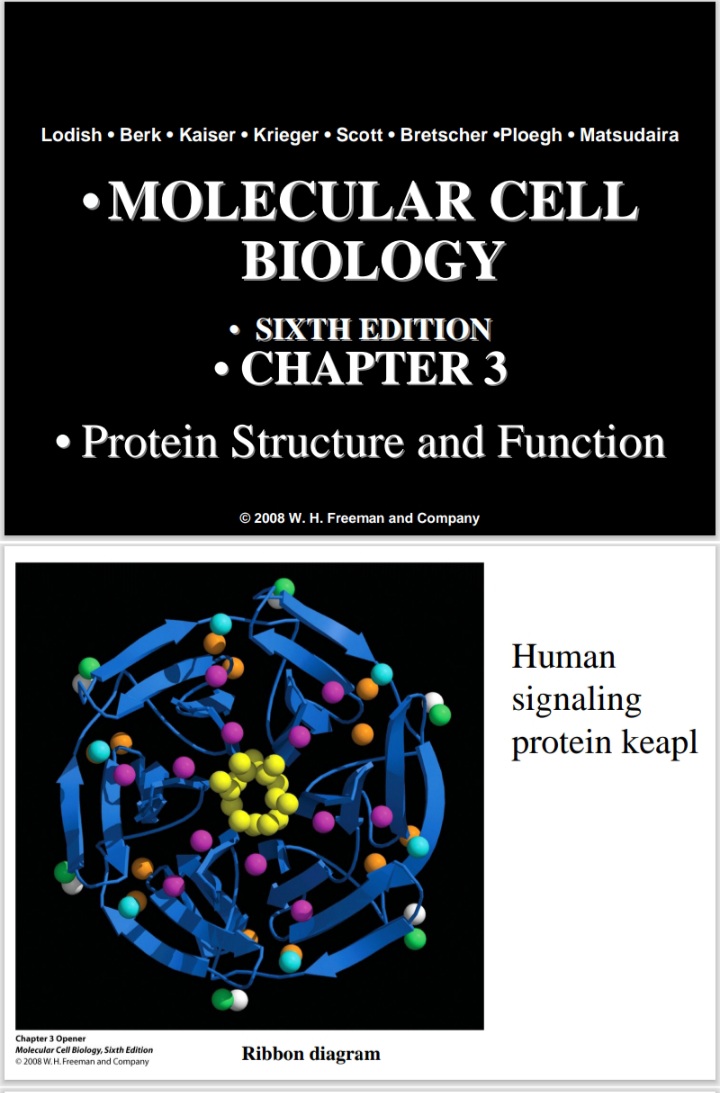 Lodish • Berk • Kaiser • Krieger • Scott • Bretscher •Ploegh • Matsudaira
• MOLECULAR CELL
BIOLOGY
• SIXTH EDITION
• CHAPTER 3
• Protein Structure and Function
© 2008 W. H. Freeman and Company
Human
signaling
protein keapl
Chapter 3 Opener
Molecular Cell Biology, Sixth Edition
© 2008 W. H. Freeman and Company
Ribbon diagram